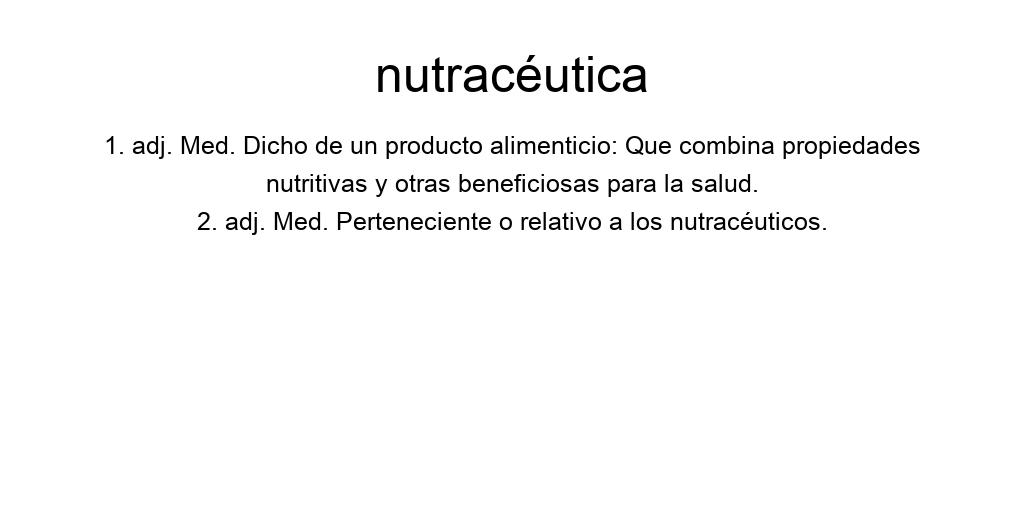 nutracéutica
1. adj. Med. Dicho de un producto alimenticio: Que combina propiedades
nutritivas y otras beneficiosas para la salud.
2. adj. Med. Perteneciente o relativo a los nutracéuticos.